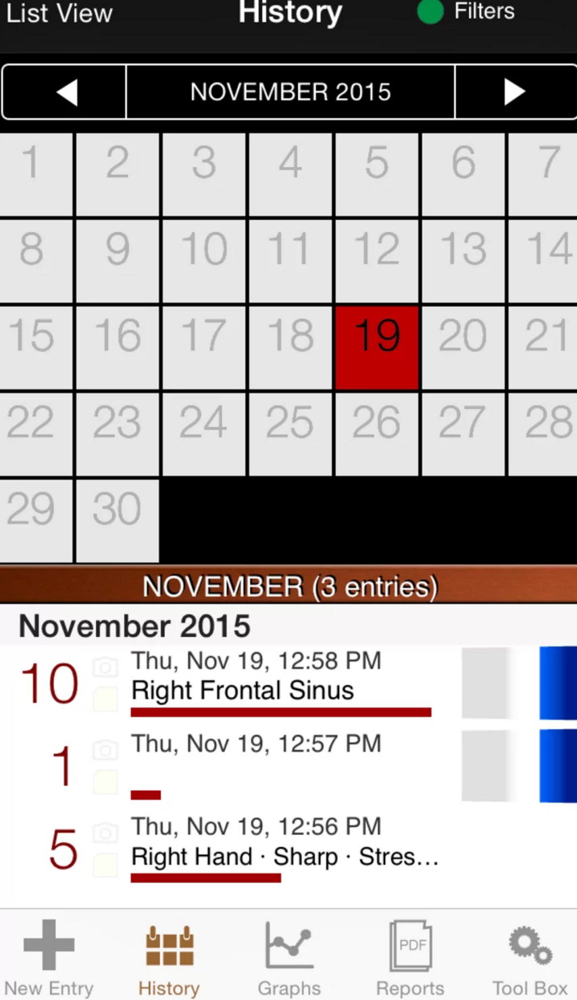 List View History Filters
NOVEMBER 2015
1 2 3 4 5 6 7
8 9 10 11 12 13 14
15 16 17 18 19 20 21
22 23 24 25 26 27 28
29 30
NOVEMBER (3 entries)
November 2015
10 Thu, Nov 19, 12:58 PM
Right Frontal Sinus
1 Thu, Nov 19, 12:57 PM
5 Thu, Nov 19, 12:56 PM
Right Hand · Sharp · Stres...
PDF
New Entry History Graphs Reports Tool Box